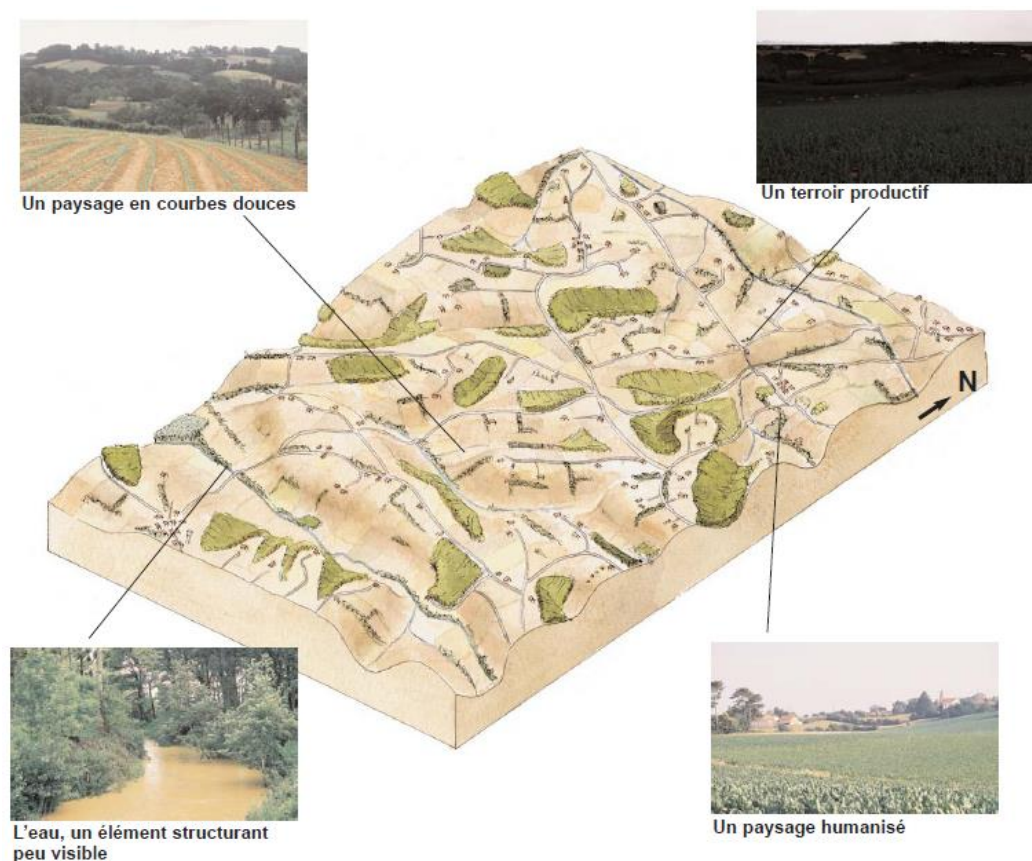 Un paysage en courbes douces
Un terroir productif
N
L'eau, un élément structurant
peu visible
Un paysage humanisé